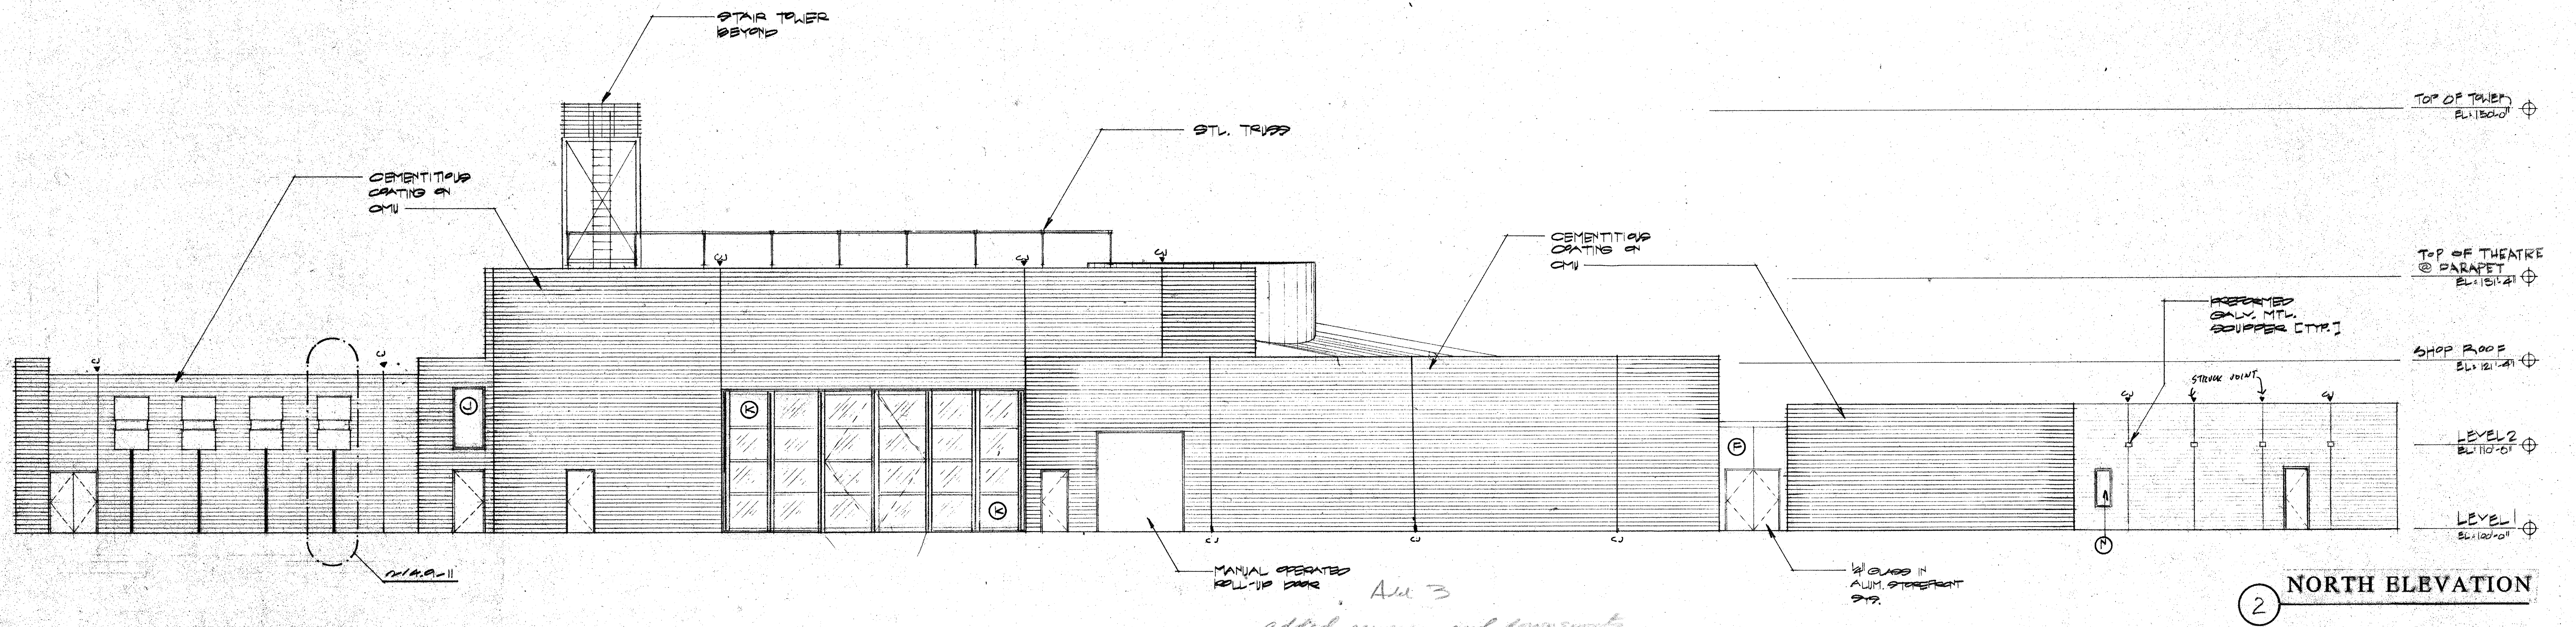 STAIR TOWER
BEYOND
TOP OF TOWER
EL: 150'-0"
STL. TRUSS
CEMENTITIOUS
COATING ON
CMU
CEMENTITIOUS
COATING ON
CMU
TOP OF THEATRE
@ PARAPET
EL: 131'-4"
PREFORMED
GALV. MTL.
SCUPPER [TYP.]
SHOP ROOF
EL: 121'-4"
STRUCK JOINT
CJ
CJ
CJ
CJ
CJ
CJ
CJ
L
K
K
F
LEVEL 2
EL: 110'-0"
LEVEL 1
EL: 100'-0"
CJ
CJ
CJ
N
MANUAL OPERATED
ROLL-UP DOOR
Add 3
added
1/4" GLASS IN
ALUM. STOREFRONT
SYS.
2 NORTH ELEVATION